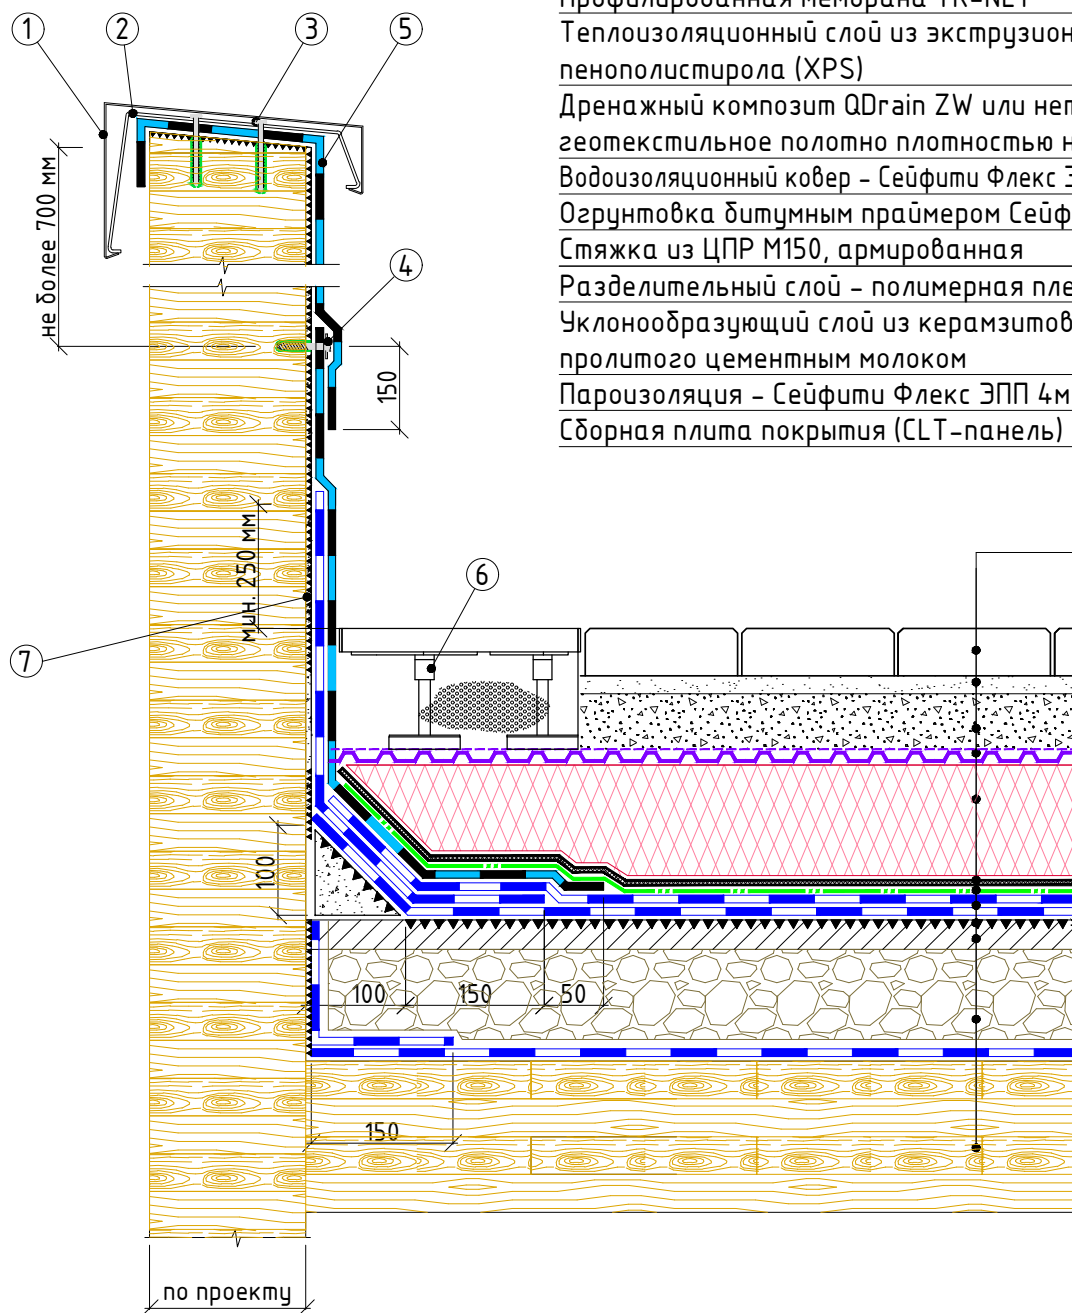 1
2
3
5
Профилированная мембрана TR-NET
Теплоизоляционный слой из экструзион
пенополистирола (XPS)
Дренажный композит QDrain ZW или
геотекстильное полотно плотностью
Водоизоляционный ковер - Сейфити Флекс
Огрунтовка битумным праймером Сейф
Стяжка из ЦПР М150, армированная
Разделительный слой - полимерная пле
Уклонообразующий слой из керамзитов
пролитого цементным молоком
Пароизоляция - Сейфити Флекс ЭПП 4м
Сборная плита покрытия (CLT-панель)
не более 700 мм
4
150
мин. 250 мм
6
7
100
100
150
50
150
по проекту